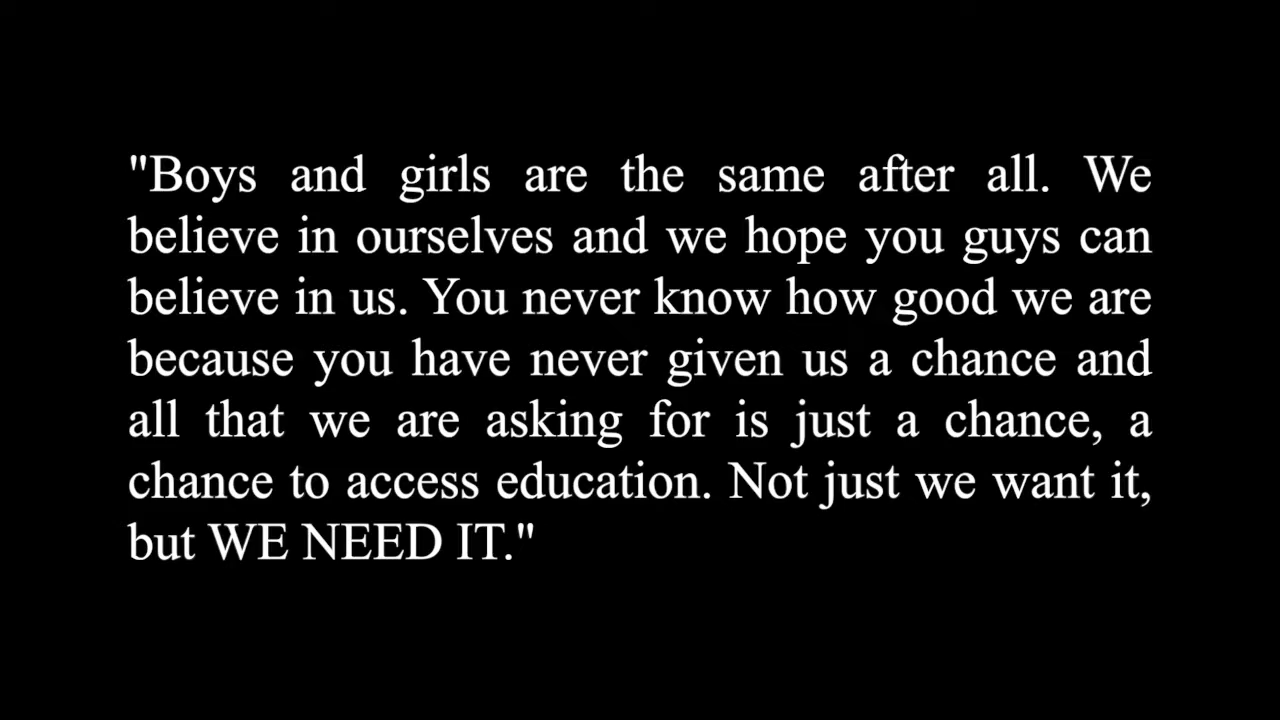 "Boys and girls are the same after all. We
believe in ourselves and we hope you guys can
believe in us. You never know how good we are
because you have never given us a chance and
all that we are asking for is just a chance, a
chance to access education. Not just we want it,
but WE NEED IT."